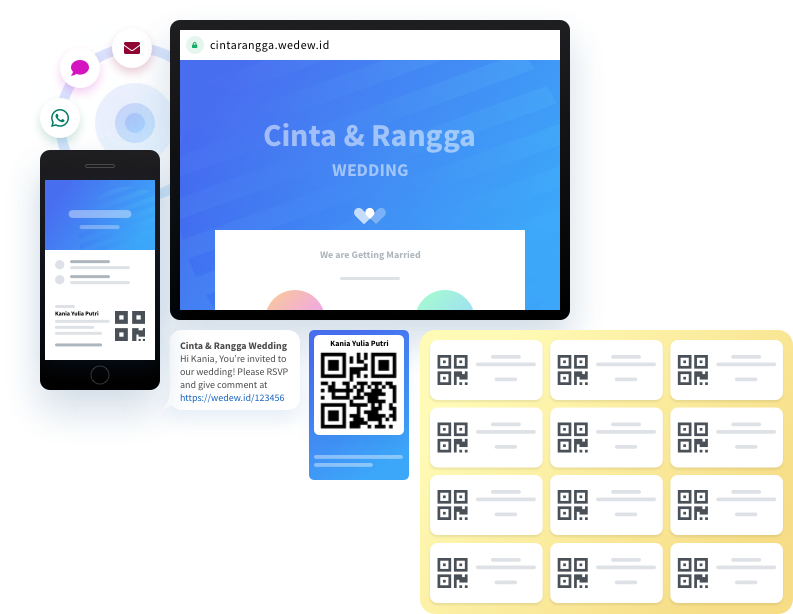 cintarangga.wedew.id
Cinta & Rangga
WEDDING
We are Getting Married
Kania Yulia Putri
Cinta & Rangga Wedding
Hi Kania, You're invited to
our wedding! Please RSVP
and give comment at
https://wedew.id/123456
Kania Yulia Putri